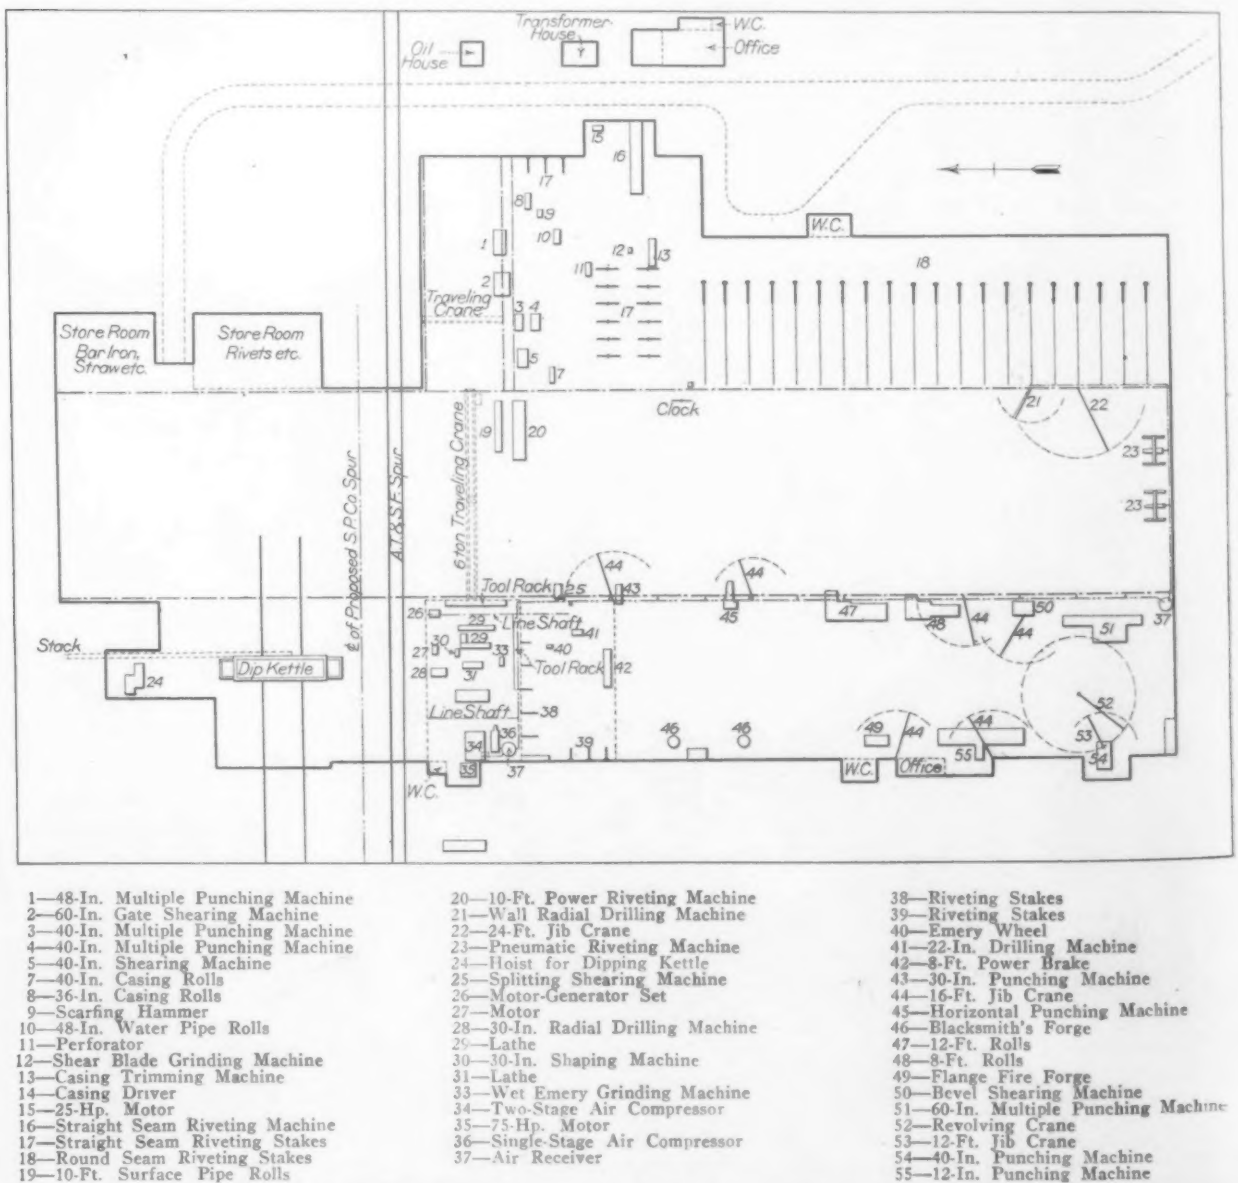 Transformer
House
W.C.
Office
Oil
House
15
16
17
8
9
10
1
2
11
12
13
W.C.
18
Traveling
Crane
3
4
17
5
7
Store Room
Bar Iron,
Straw etc.
Store Room
Rivets etc.
Clock
21
22
19
20
23
23
6 ton Traveling Crane
℄ of Proposed S.P. Co Spur
A.T. & S.F. Spur
44
44
Tool Rack
25
43
45
47
48
44
50
51
37
26
29
Line Shaft
41
44
Stack
30
129
27
33
40
Tool Rack
42
28
31
Dip Kettle
24
Line Shaft
38
52
34
36
39
46
46
49
44
44
53
55
54
35
37
W.C.
W.C.
Office
1—48-In. Multiple Punching Machine
2—60-In. Gate Shearing Machine
3—40-In. Multiple Punching Machine
4—40-In. Multiple Punching Machine
5—40-In. Shearing Machine
7—40-In. Casing Rolls
8—36-In. Casing Rolls
9—Scarfing Hammer
10—48-In. Water Pipe Rolls
11—Perforator
12—Shear Blade Grinding Machine
13—Casing Trimming Machine
14—Casing Driver
15—25-Hp. Motor
16—Straight Seam Riveting Machine
17—Straight Seam Riveting Stakes
18—Round Seam Riveting Stakes
19—10-Ft. Surface Pipe Rolls
20—10-Ft. Power Riveting Machine
21—Wall Radial Drilling Machine
22—24-Ft. Jib Crane
23—Pneumatic Riveting Machine
24—Hoist for Dipping Kettle
25—Splitting Shearing Machine
26—Motor-Generator Set
27—Motor
28—30-In. Radial Drilling Machine
29—Lathe
30—30-In. Shaping Machine
31—Lathe
33—Wet Emery Grinding Machine
34—Two-Stage Air Compressor
35—75-Hp. Motor
36—Single-Stage Air Compressor
37—Air Receiver
38—Riveting Stakes
39—Riveting Stakes
40—Emery Wheel
41—22-In. Drilling Machine
42—8-Ft. Power Brake
43—30-In. Punching Machine
44—16-Ft. Jib Crane
45—Horizontal Punching Machine
46—Blacksmith's Forge
47—12-Ft. Rolls
48—8-Ft. Rolls
49—Flange Fire Forge
50—Bevel Shearing Machine
51—60-In. Multiple Punching Machine
52—Revolving Crane
53—12-Ft. Jib Crane
54—40-In. Punching Machine
55—12-In. Punching Machine